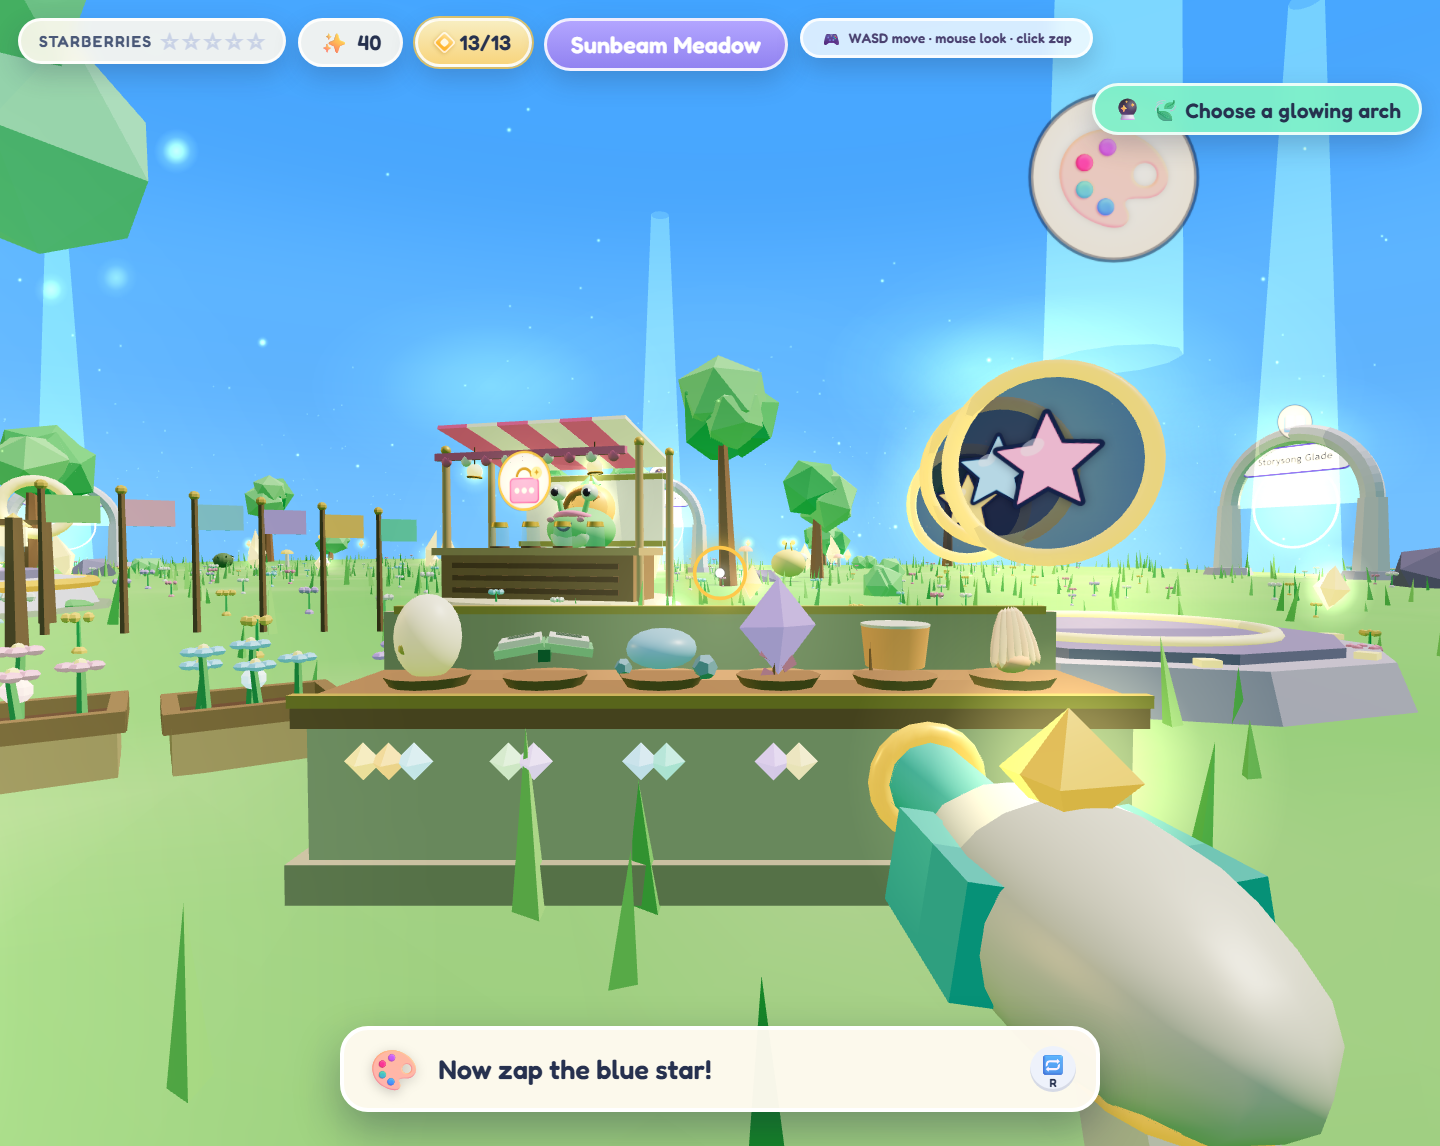 STARBERRIES
40
13/13
Sunbeam Meadow
WASD move · mouse look · click zap
Choose a glowing arch
Storysong Glade
Now zap the blue star!
R